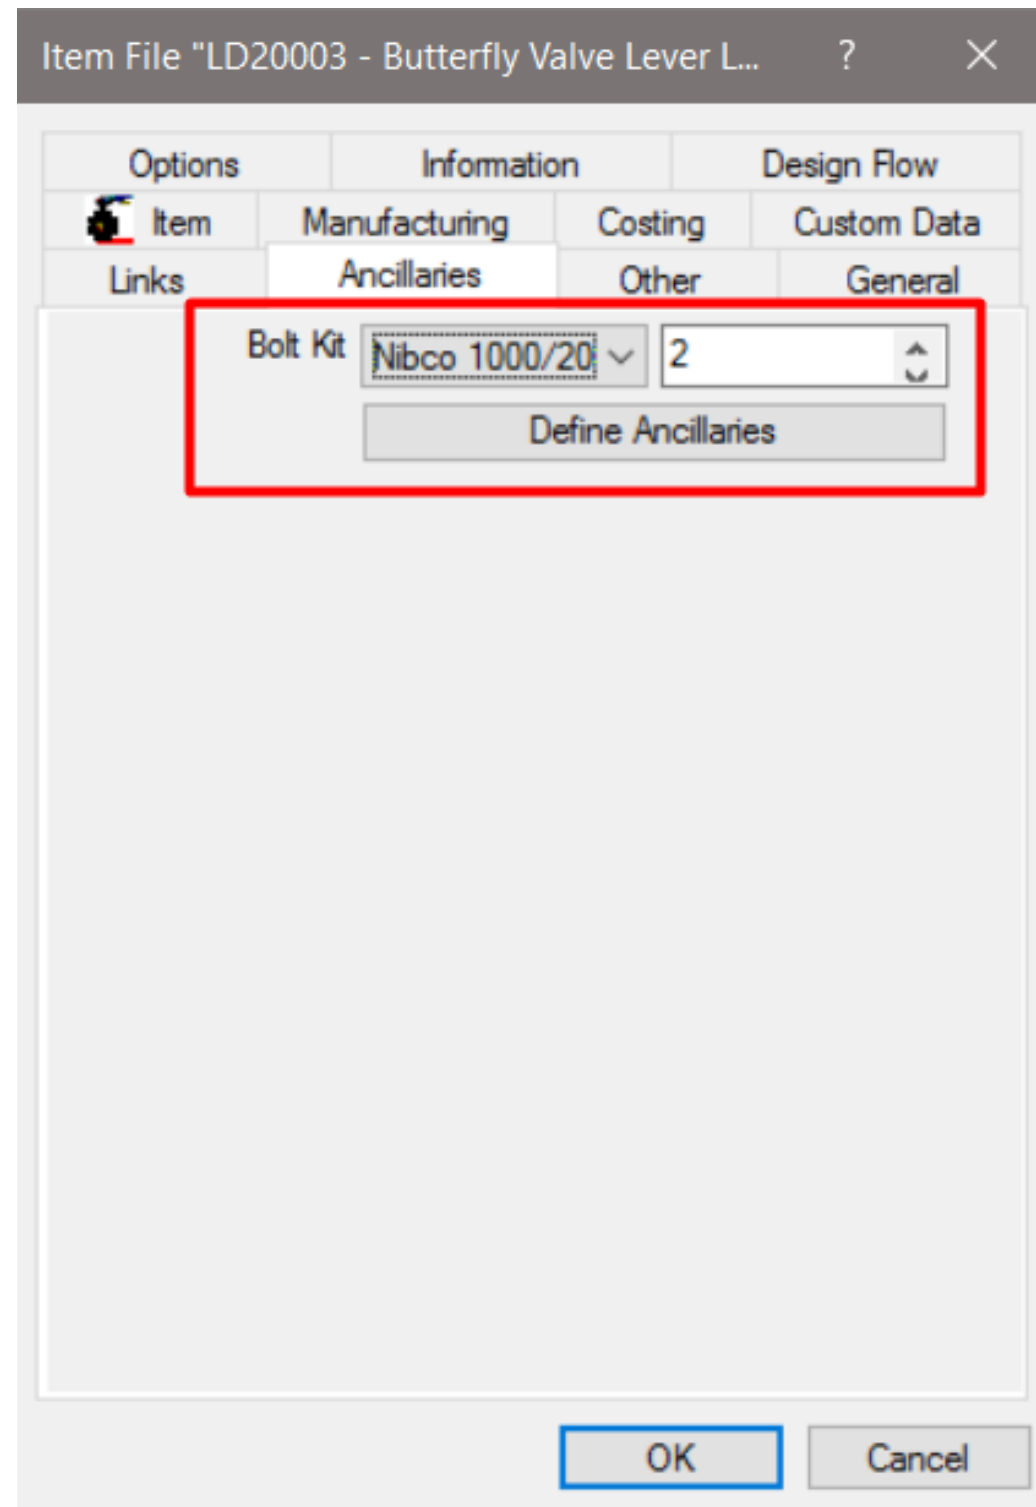 Item File "LD20003 - Butterfly Valve Lever L...
Options Information Design Flow
Item Manufacturing Costing Custom Data
Links Ancillaries Other General
Bolt Kit Nibco 1000/20 2
Define Ancillaries
OK Cancel